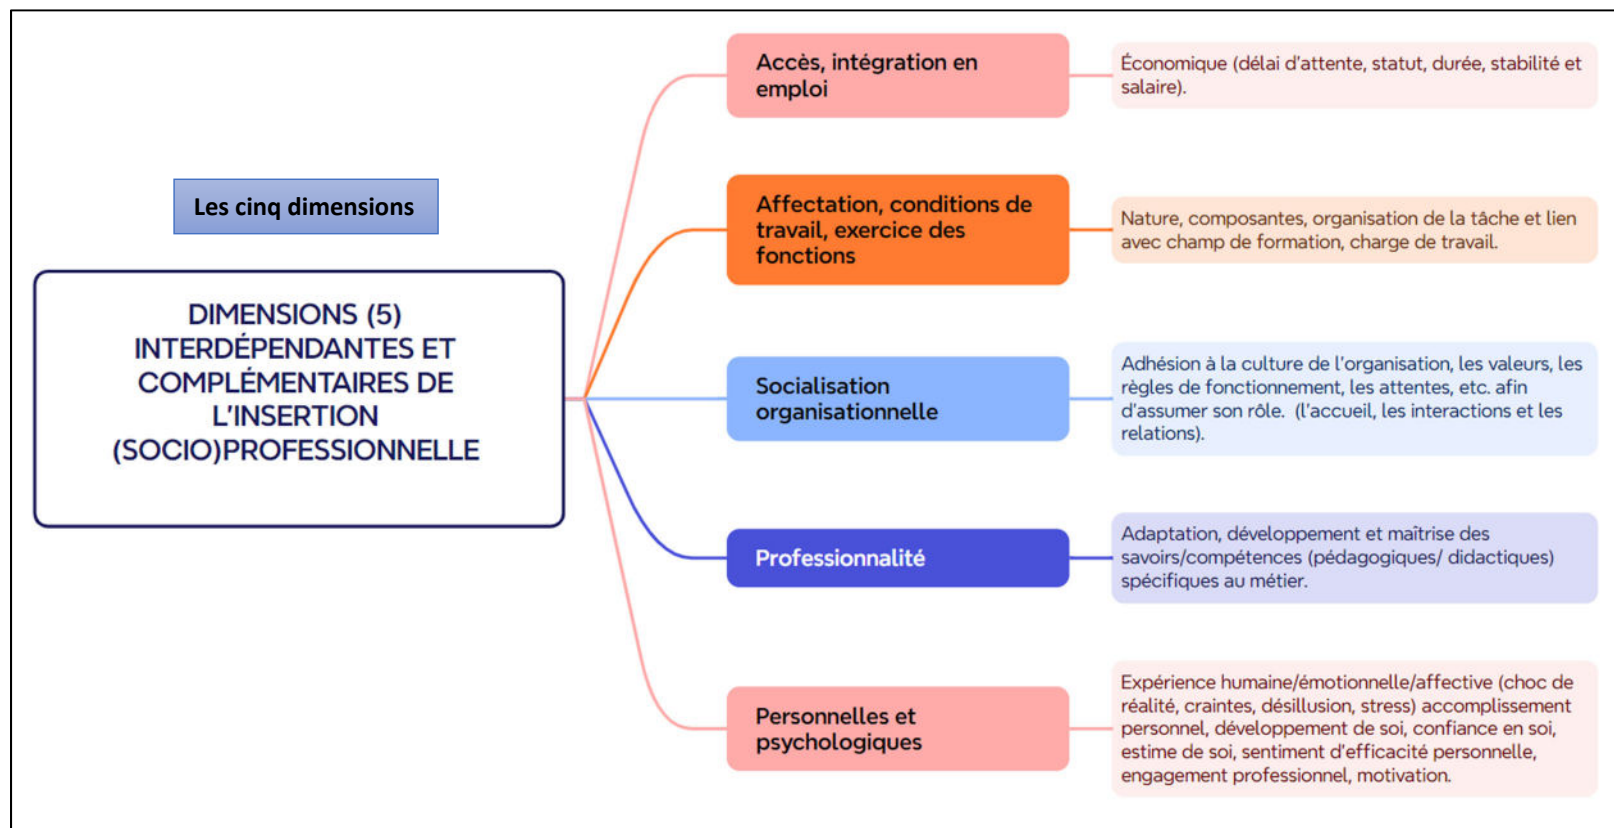 Les cinq dimensions
DIMENSIONS (5)
INTERDÉPENDANTES ET
COMPLÉMENTAIRES DE
L'INSERTION
(SOCIO)PROFESSIONNELLE
Accès, intégration en
emploi
Économique (délai d'attente, statut, durée, stabilité et
salaire).
Affectation, conditions de
travail, exercice des
fonctions
Nature, composantes, organisation de la tâche et lien
avec champ de formation, charge de travail.
Socialisation
organisationnelle
Adhésion à la culture de l'organisation, les valeurs, les
règles de fonctionnement, les attentes, etc. afin
d'assumer son rôle. (l'accueil, les interactions et les
relations).
Professionnalité
Adaptation, développement et maîtrise des
savoirs/compétences (pédagogiques/ didactiques)
spécifiques au métier.
Personnelles et
psychologiques
Expérience humaine/émotionnelle/affective (choc de
réalité, craintes, désillusion, stress) accomplissement
personnel, développement de soi, confiance en soi,
estime de soi, sentiment d'efficacité personnelle,
engagement professionnel, motivation.